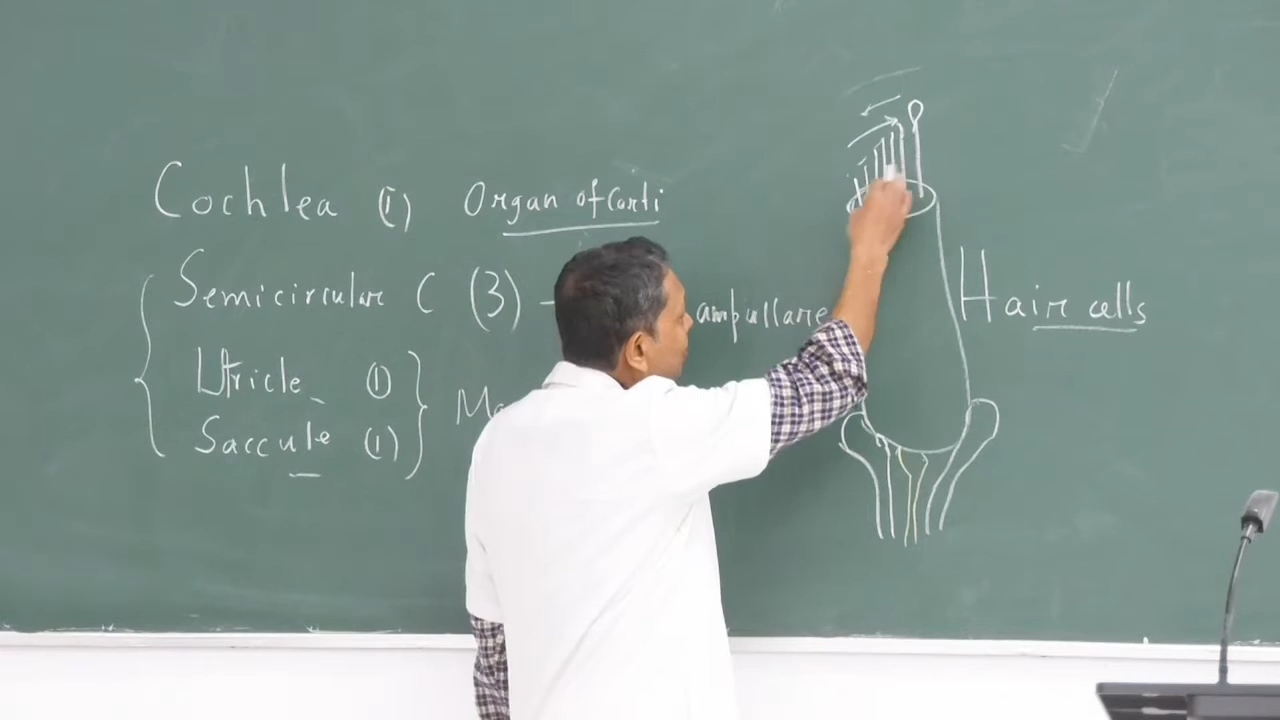 Cochlea (1) Organ of Corti
Semicircular C (3) - ampullare
Utricle (1)
Saccule (1)
Hair cells